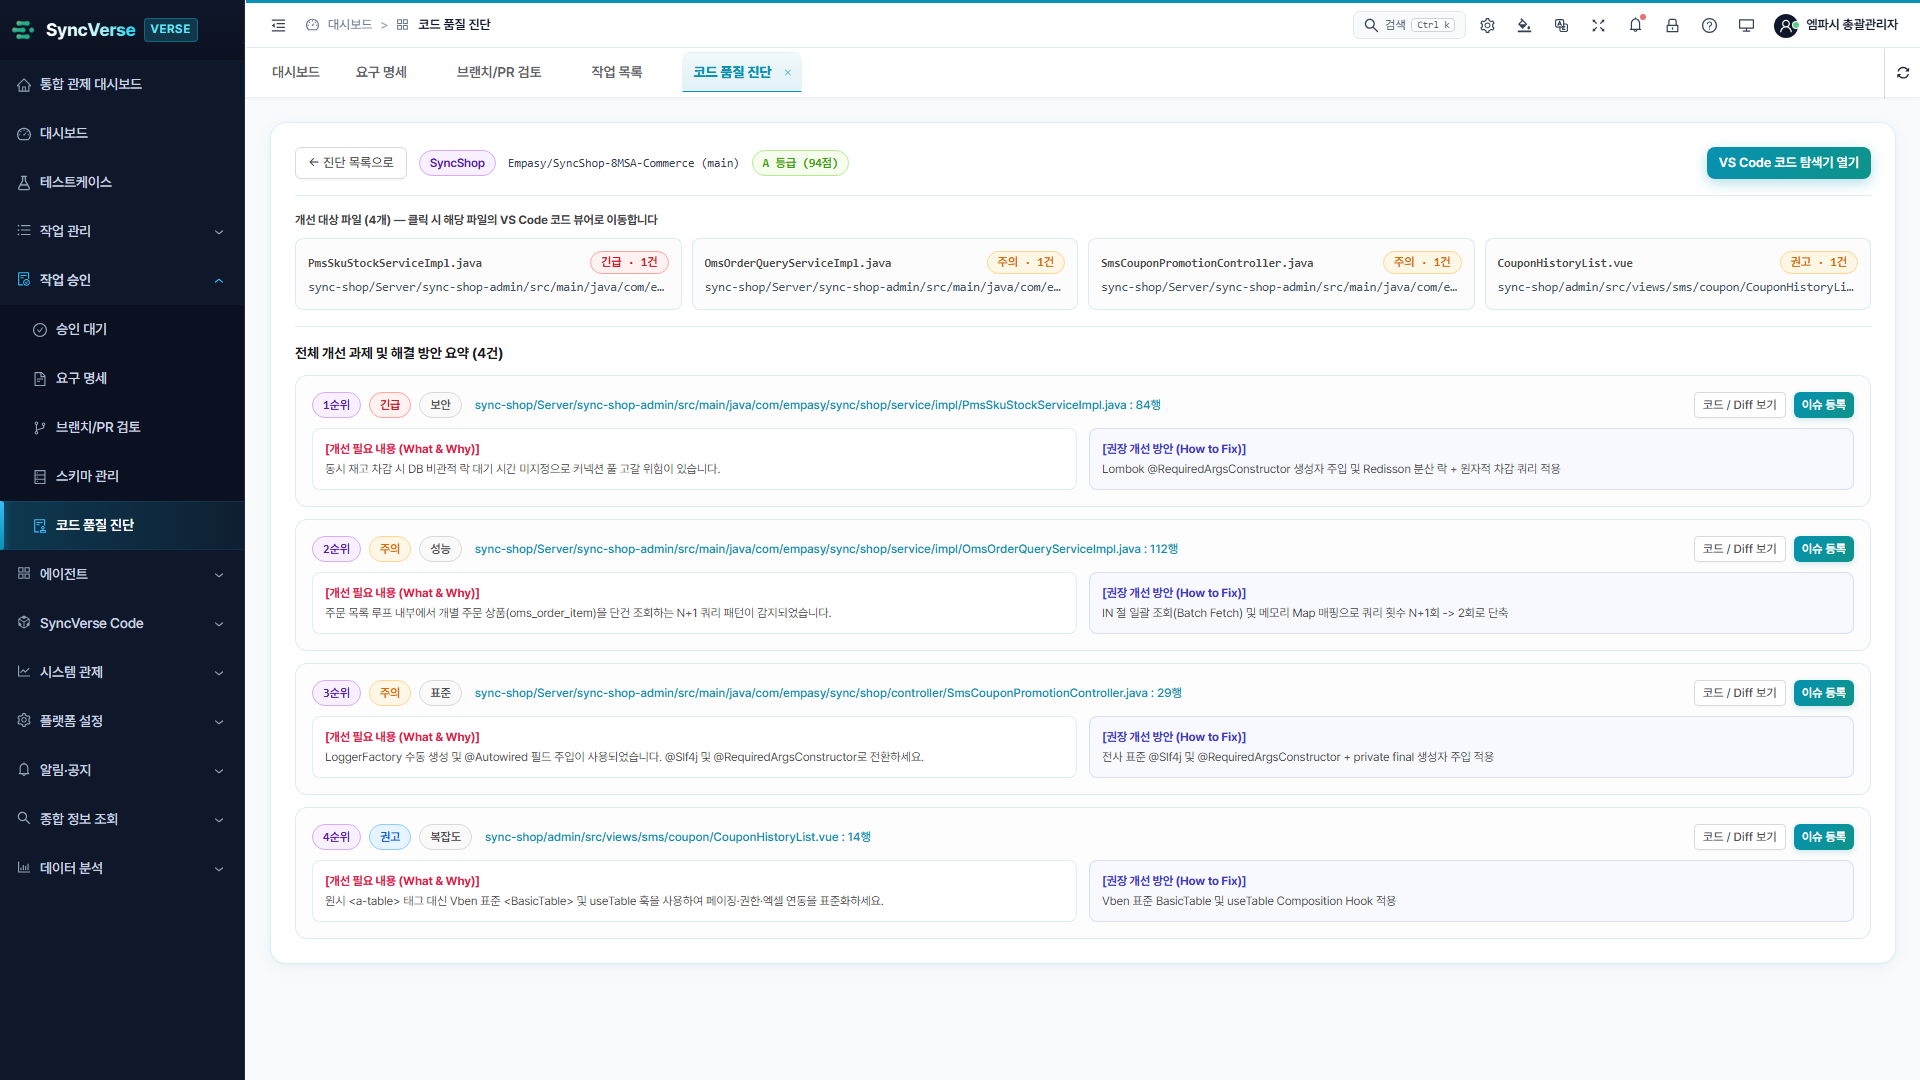 SyncVerse VERSE
통합 관제 대시보드
대시보드
테스트케이스
작업 관리
작업 승인
승인 대기
요구 명세
브랜치/PR 검토
스키마 관리
코드 품질 진단
에이전트
SyncVerse Code
시스템 관제
플랫폼 설정
알림·공지
종합 정보 조회
데이터 분석
대시보드 > 코드 품질 진단
검색 Ctrl k
엠파시 총괄관리자
대시보드 요구 명세 브랜치/PR 검토 작업 목록 코드 품질 진단 ×
← 진단 목록으로 SyncShop Empasy/SyncShop-8MSA-Commerce (main) A 등급 (94점) VS Code 코드 탐색기 열기
개선 대상 파일 (4개) — 클릭 시 해당 파일의 VS Code 코드 뷰어로 이동합니다
PmsSkuStockServiceImpl.java 긴급 · 1건
sync-shop/Server/sync-shop-admin/src/main/java/com/e…
OmsOrderQueryServiceImpl.java 주의 · 1건
sync-shop/Server/sync-shop-admin/src/main/java/com/e…
SmsCouponPromotionController.java 주의 · 1건
sync-shop/Server/sync-shop-admin/src/main/java/com/e…
CouponHistoryList.vue 권고 · 1건
sync-shop/admin/src/views/sms/coupon/CouponHistoryLi…
전체 개선 과제 및 해결 방안 요약 (4건)
1순위 긴급 보안 sync-shop/Server/sync-shop-admin/src/main/java/com/empasy/sync/shop/service/impl/PmsSkuStockServiceImpl.java : 84행 코드 / Diff 보기 이슈 등록
[개선 필요 내용 (What & Why)]
동시 재고 차감 시 DB 비관적 락 대기 시간 미지정으로 커넥션 풀 고갈 위험이 있습니다.
[권장 개선 방안 (How to Fix)]
Lombok @RequiredArgsConstructor 생성자 주입 및 Redisson 분산 락 + 원자적 차감 쿼리 적용
2순위 주의 성능 sync-shop/Server/sync-shop-admin/src/main/java/com/empasy/sync/shop/service/impl/OmsOrderQueryServiceImpl.java : 112행 코드 / Diff 보기 이슈 등록
[개선 필요 내용 (What & Why)]
주문 목록 루프 내부에서 개별 주문 상품(oms_order_item)을 단건 조회하는 N+1 쿼리 패턴이 감지되었습니다.
[권장 개선 방안 (How to Fix)]
IN 절 일괄 조회(Batch Fetch) 및 메모리 Map 매핑으로 쿼리 횟수 N+1회 -> 2회로 단축
3순위 주의 표준 sync-shop/Server/sync-shop-admin/src/main/java/com/empasy/sync/shop/controller/SmsCouponPromotionController.java : 29행 코드 / Diff 보기 이슈 등록
[개선 필요 내용 (What & Why)]
LoggerFactory 수동 생성 및 @Autowired 필드 주입이 사용되었습니다. @Slf4j 및 @RequiredArgsConstructor로 전환하세요.
[권장 개선 방안 (How to Fix)]
전사 표준 @Slf4j 및 @RequiredArgsConstructor + private final 생성자 주입 적용
4순위 권고 복잡도 sync-shop/admin/src/views/sms/coupon/CouponHistoryList.vue : 14행 코드 / Diff 보기 이슈 등록
[개선 필요 내용 (What & Why)]
원시 <a-table> 태그 대신 Vben 표준 <BasicTable> 및 useTable 훅을 사용하여 페이징·권한·엑셀 연동을 표준화하세요.
[권장 개선 방안 (How to Fix)]
Vben 표준 BasicTable 및 useTable Composition Hook 적용